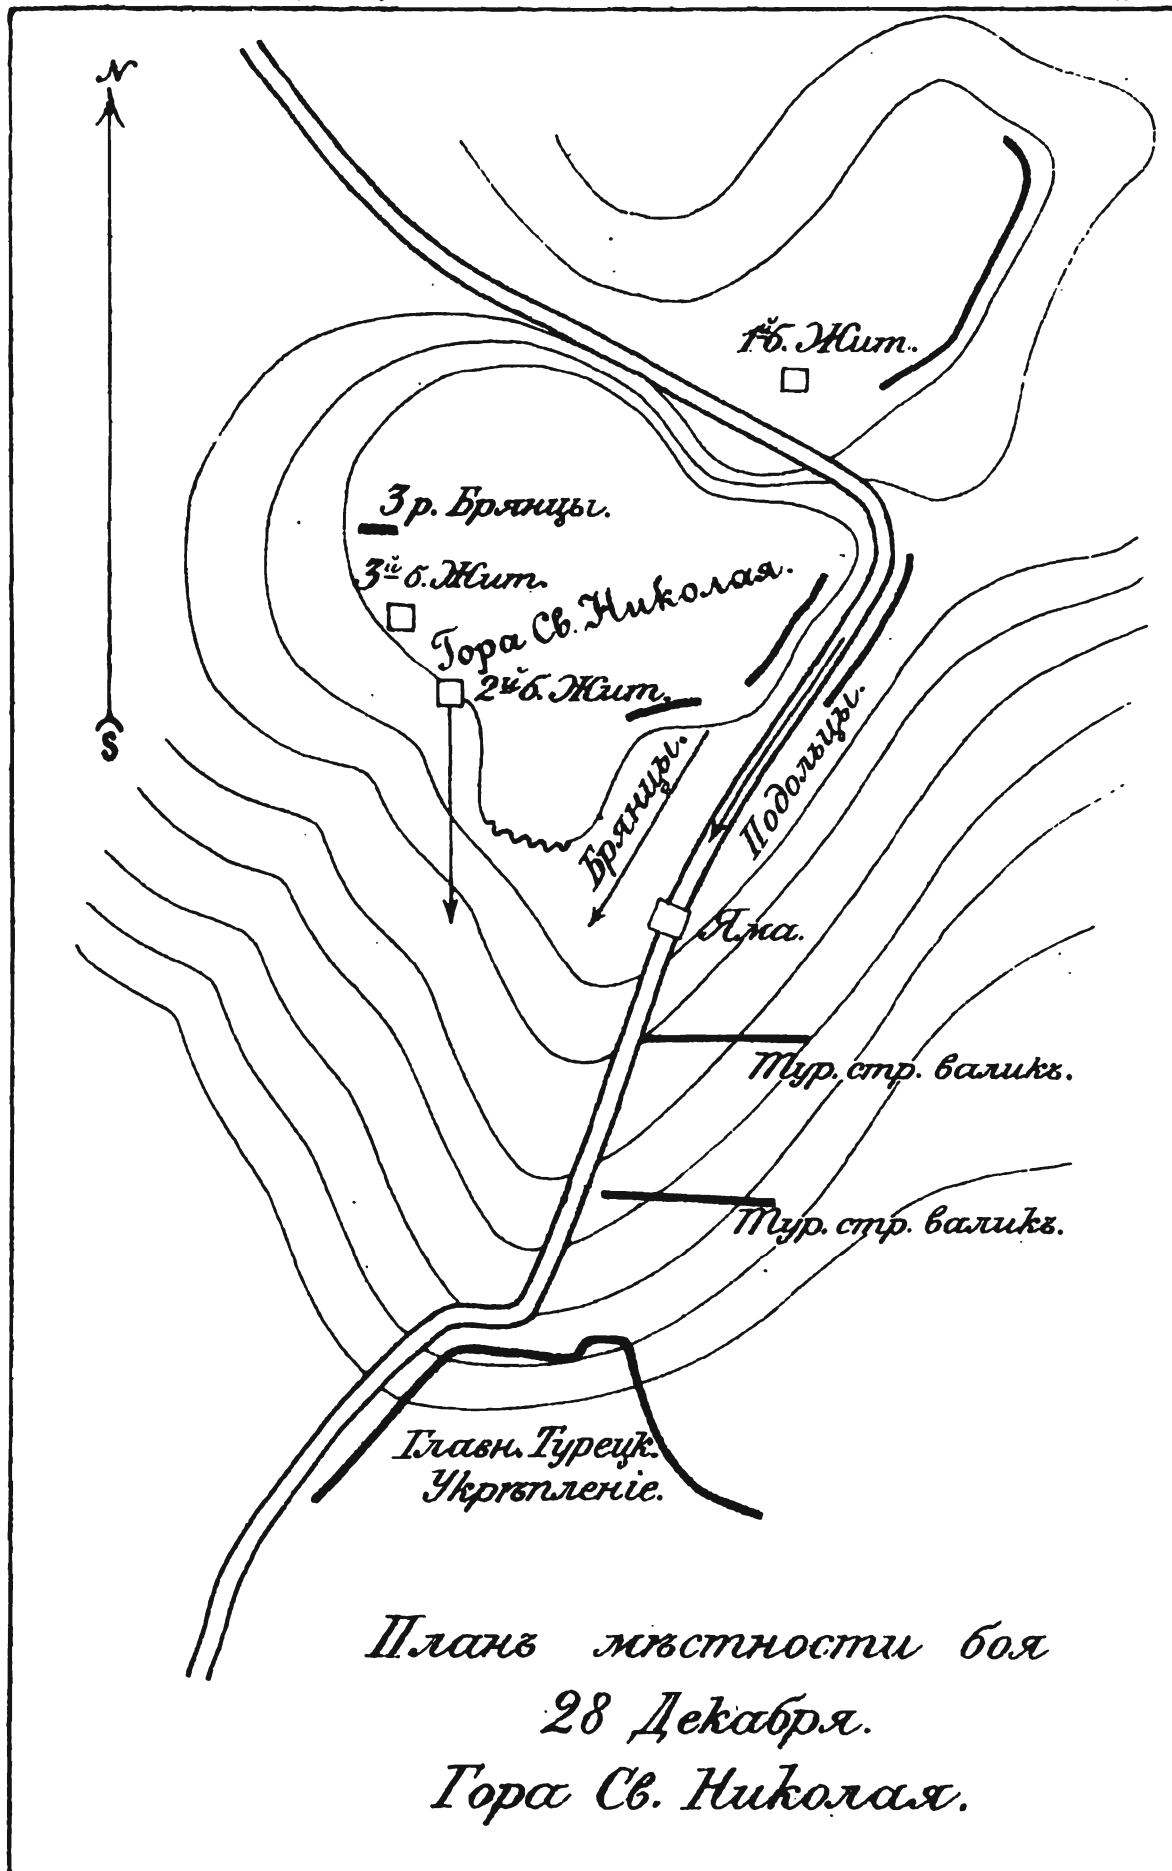 N
1й б. Жит.
3 р. Брянцы.
3й б. Жит.
Гора Св. Николая.
2й б. Жит.
S
Брянцы.
Подольцы.
Яма.
Тур. стр. валикъ.
Тур. стр. валикъ.
Главн. Турецк.
Укрѣпленіе.
Планъ мѣстности боя
28 Декабря.
Гора Св. Николая.